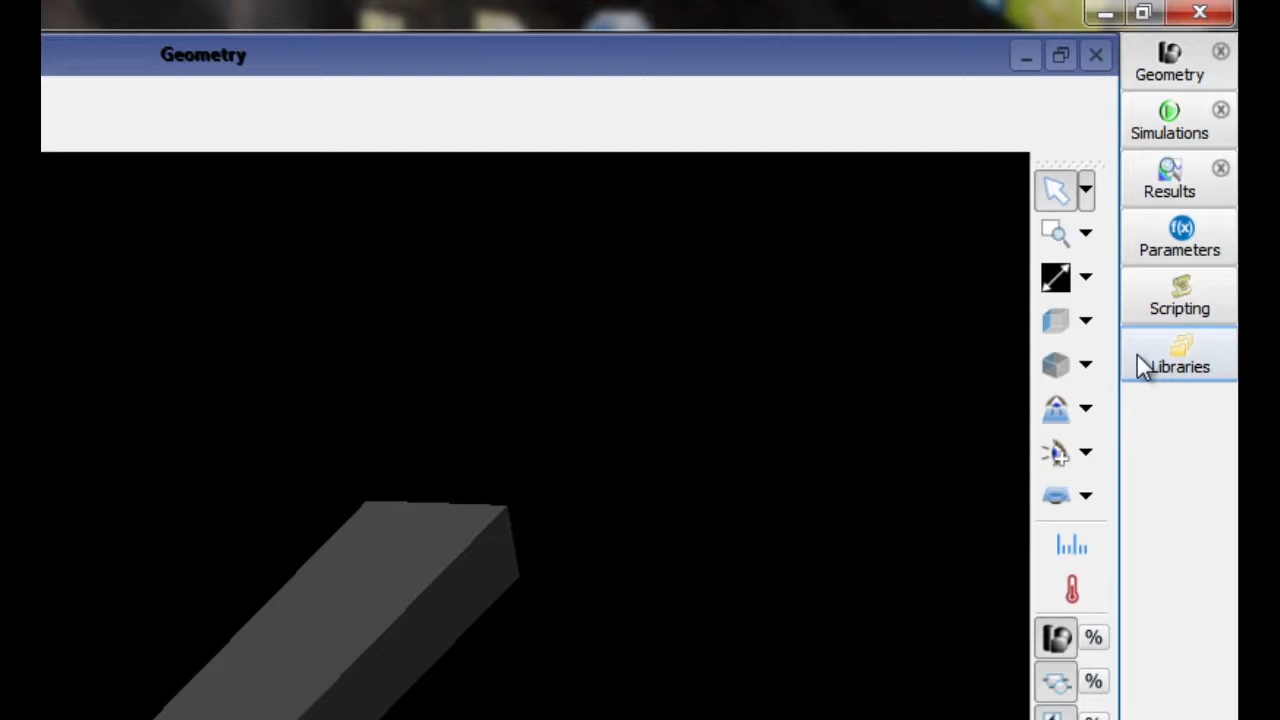 Geometry
Geometry
Simulations
Results
f(x)
Parameters
Scripting
Libraries
%
%